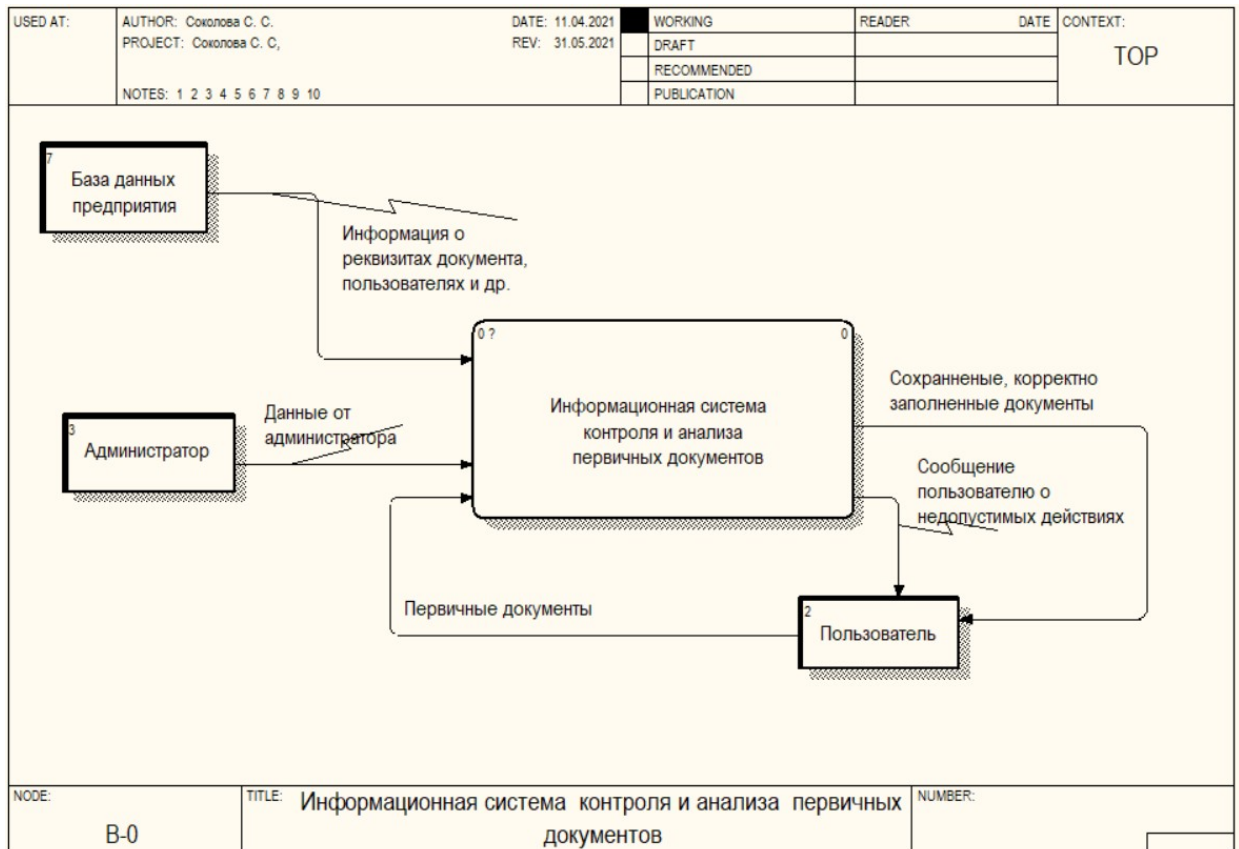 USED AT:
AUTHOR: Соколова С. С.
DATE: 11.04.2021
PROJECT: Соколова С. С,
REV: 31.05.2021
NOTES: 1 2 3 4 5 6 7 8 9 10
WORKING
DRAFT
RECOMMENDED
PUBLICATION
READER
DATE
CONTEXT:
TOP
7
База данных
предприятия
Информация о
реквизитах документа,
пользователях и др.
0 ?
0
Информационная система
контроля и анализа
первичных документов
Сохранненые, корректно
заполненные документы
3
Администратор
Данные от
администратора
Сообщение
пользователю о
недопустимых действиях
Первичные документы
2
Пользователь
NODE:
B-0
TITLE:
Информационная система контроля и анализа первичных
документов
NUMBER: